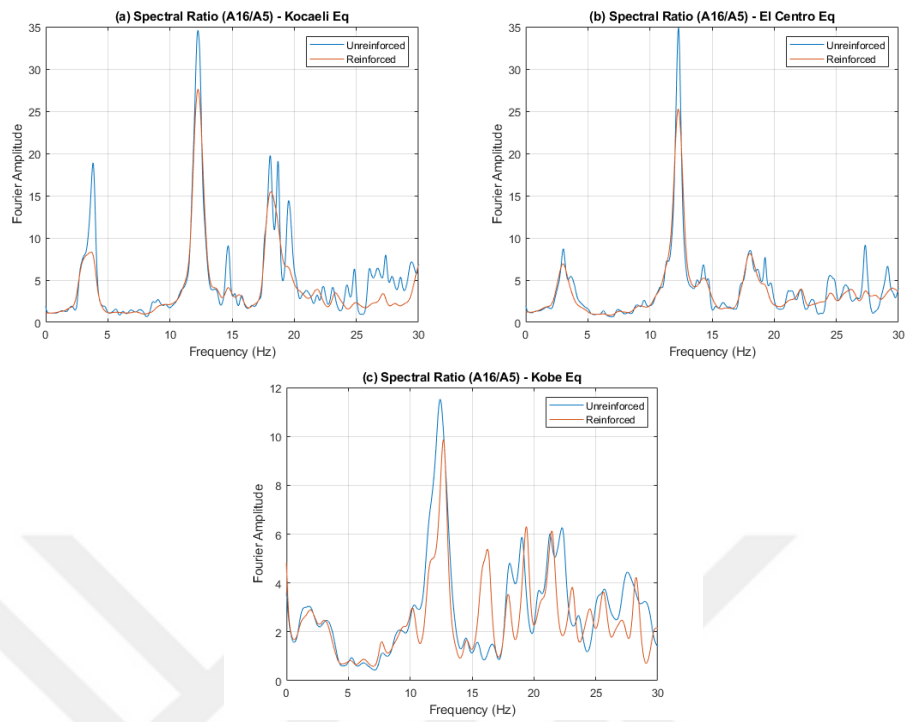 (a) Spectral Ratio (A16/A5) - Kocaeli Eq
35
30
25
20
15
10
5
0
Fourier Amplitude
Unreinforced
Reinforced
0 5 10 15 20 25 30
Frequency (Hz)
(b) Spectral Ratio (A16/A5) - El Centro Eq
35
30
25
20
15
10
5
0
Fourier Amplitude
Unreinforced
Reinforced
0 5 10 15 20 25 30
Frequency (Hz)
(c) Spectral Ratio (A16/A5) - Kobe Eq
12
10
8
6
4
2
0
Fourier Amplitude
Unreinforced
Reinforced
0 5 10 15 20 25 30
Frequency (Hz)